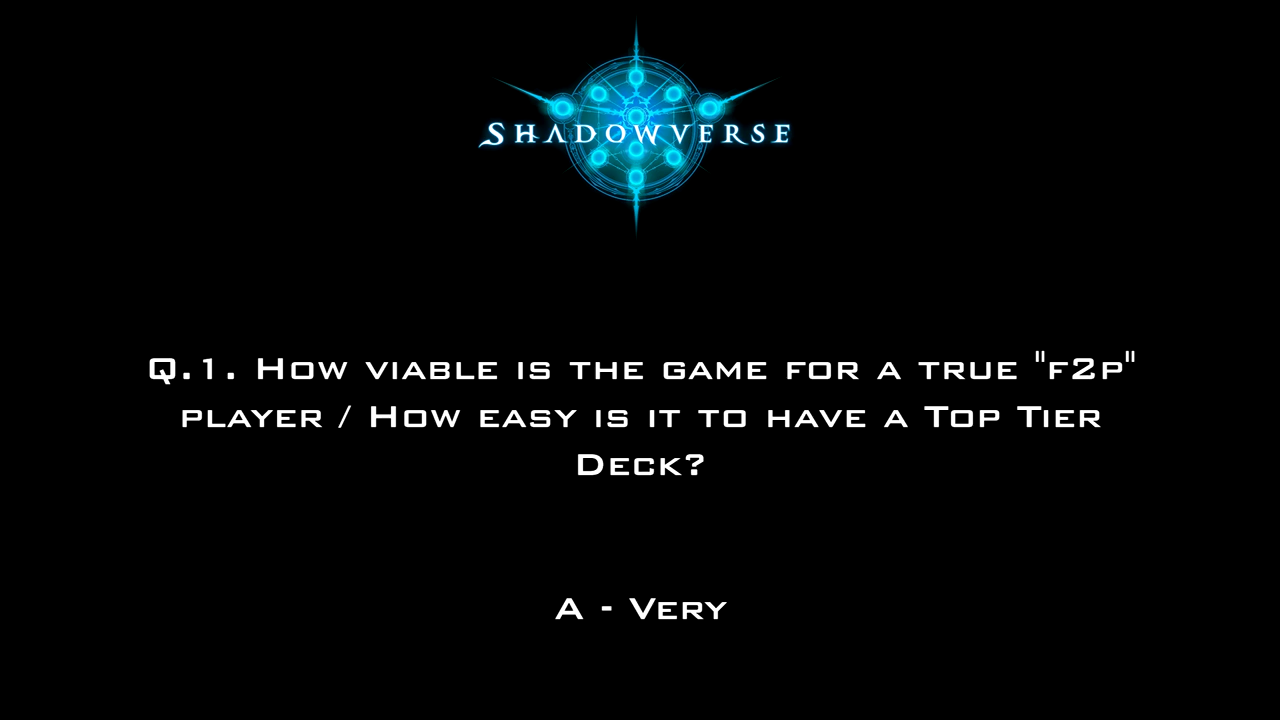 Shadowverse
Q.1. How viable is the game for a true "f2p"
player / How easy is it to have a Top Tier
Deck?
A - Very